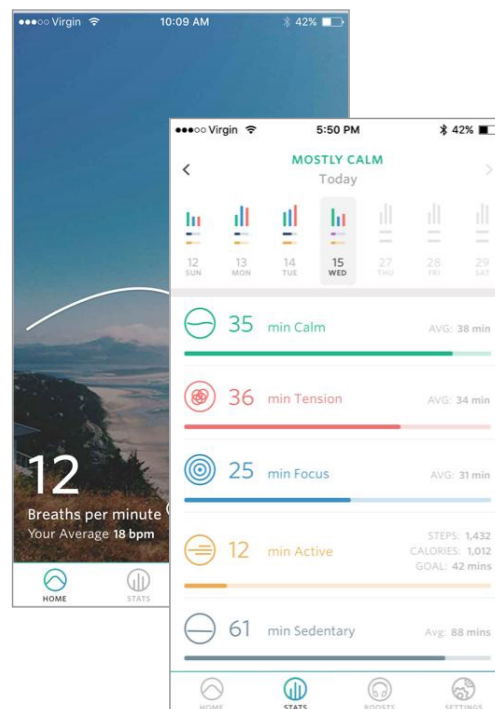 ●●●○○ Virgin 10:09 AM 42%
12
Breaths per minute
Your Average 18 bpm
HOME
STATS
●●●○○ Virgin 5:50 PM 42%
MOSTLY CALM
Today
12 13 14 15 27 28 29
SUN MON TUE WED THU FRI SAT
35 min Calm AVG: 38 min
36 min Tension AVG: 34 min
25 min Focus AVG: 31 min
STEPS: 1,432
12 min Active CALORIES: 1,012
GOAL: 42 mins
61 min Sedentary Avg: 88 mins
HOME STATS BOOSTS SETTINGS